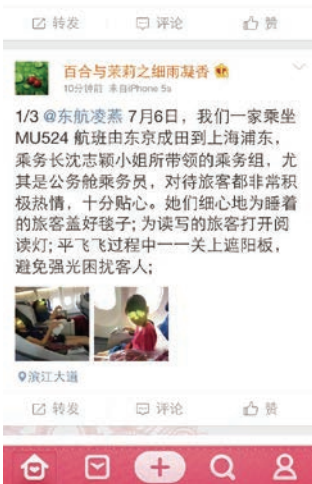 转发 评论 赞
百合与茉莉之细雨凝香
10分钟前 来自iPhone 5s
1/3 @东航凌燕 7月6日，我们一家乘坐
MU524 航班由东京成田到上海浦东，
乘务长沈志颖小姐所带领的乘务组，尤
其是公务舱乘务员，对待旅客都非常积
极热情，十分贴心。她们细心地为睡着
的旅客盖好毯子; 为读写的旅客打开阅
读灯; 平飞飞过程中一一关上遮阳板，
避免强光困扰客人;
滨江大道
转发 评论 赞